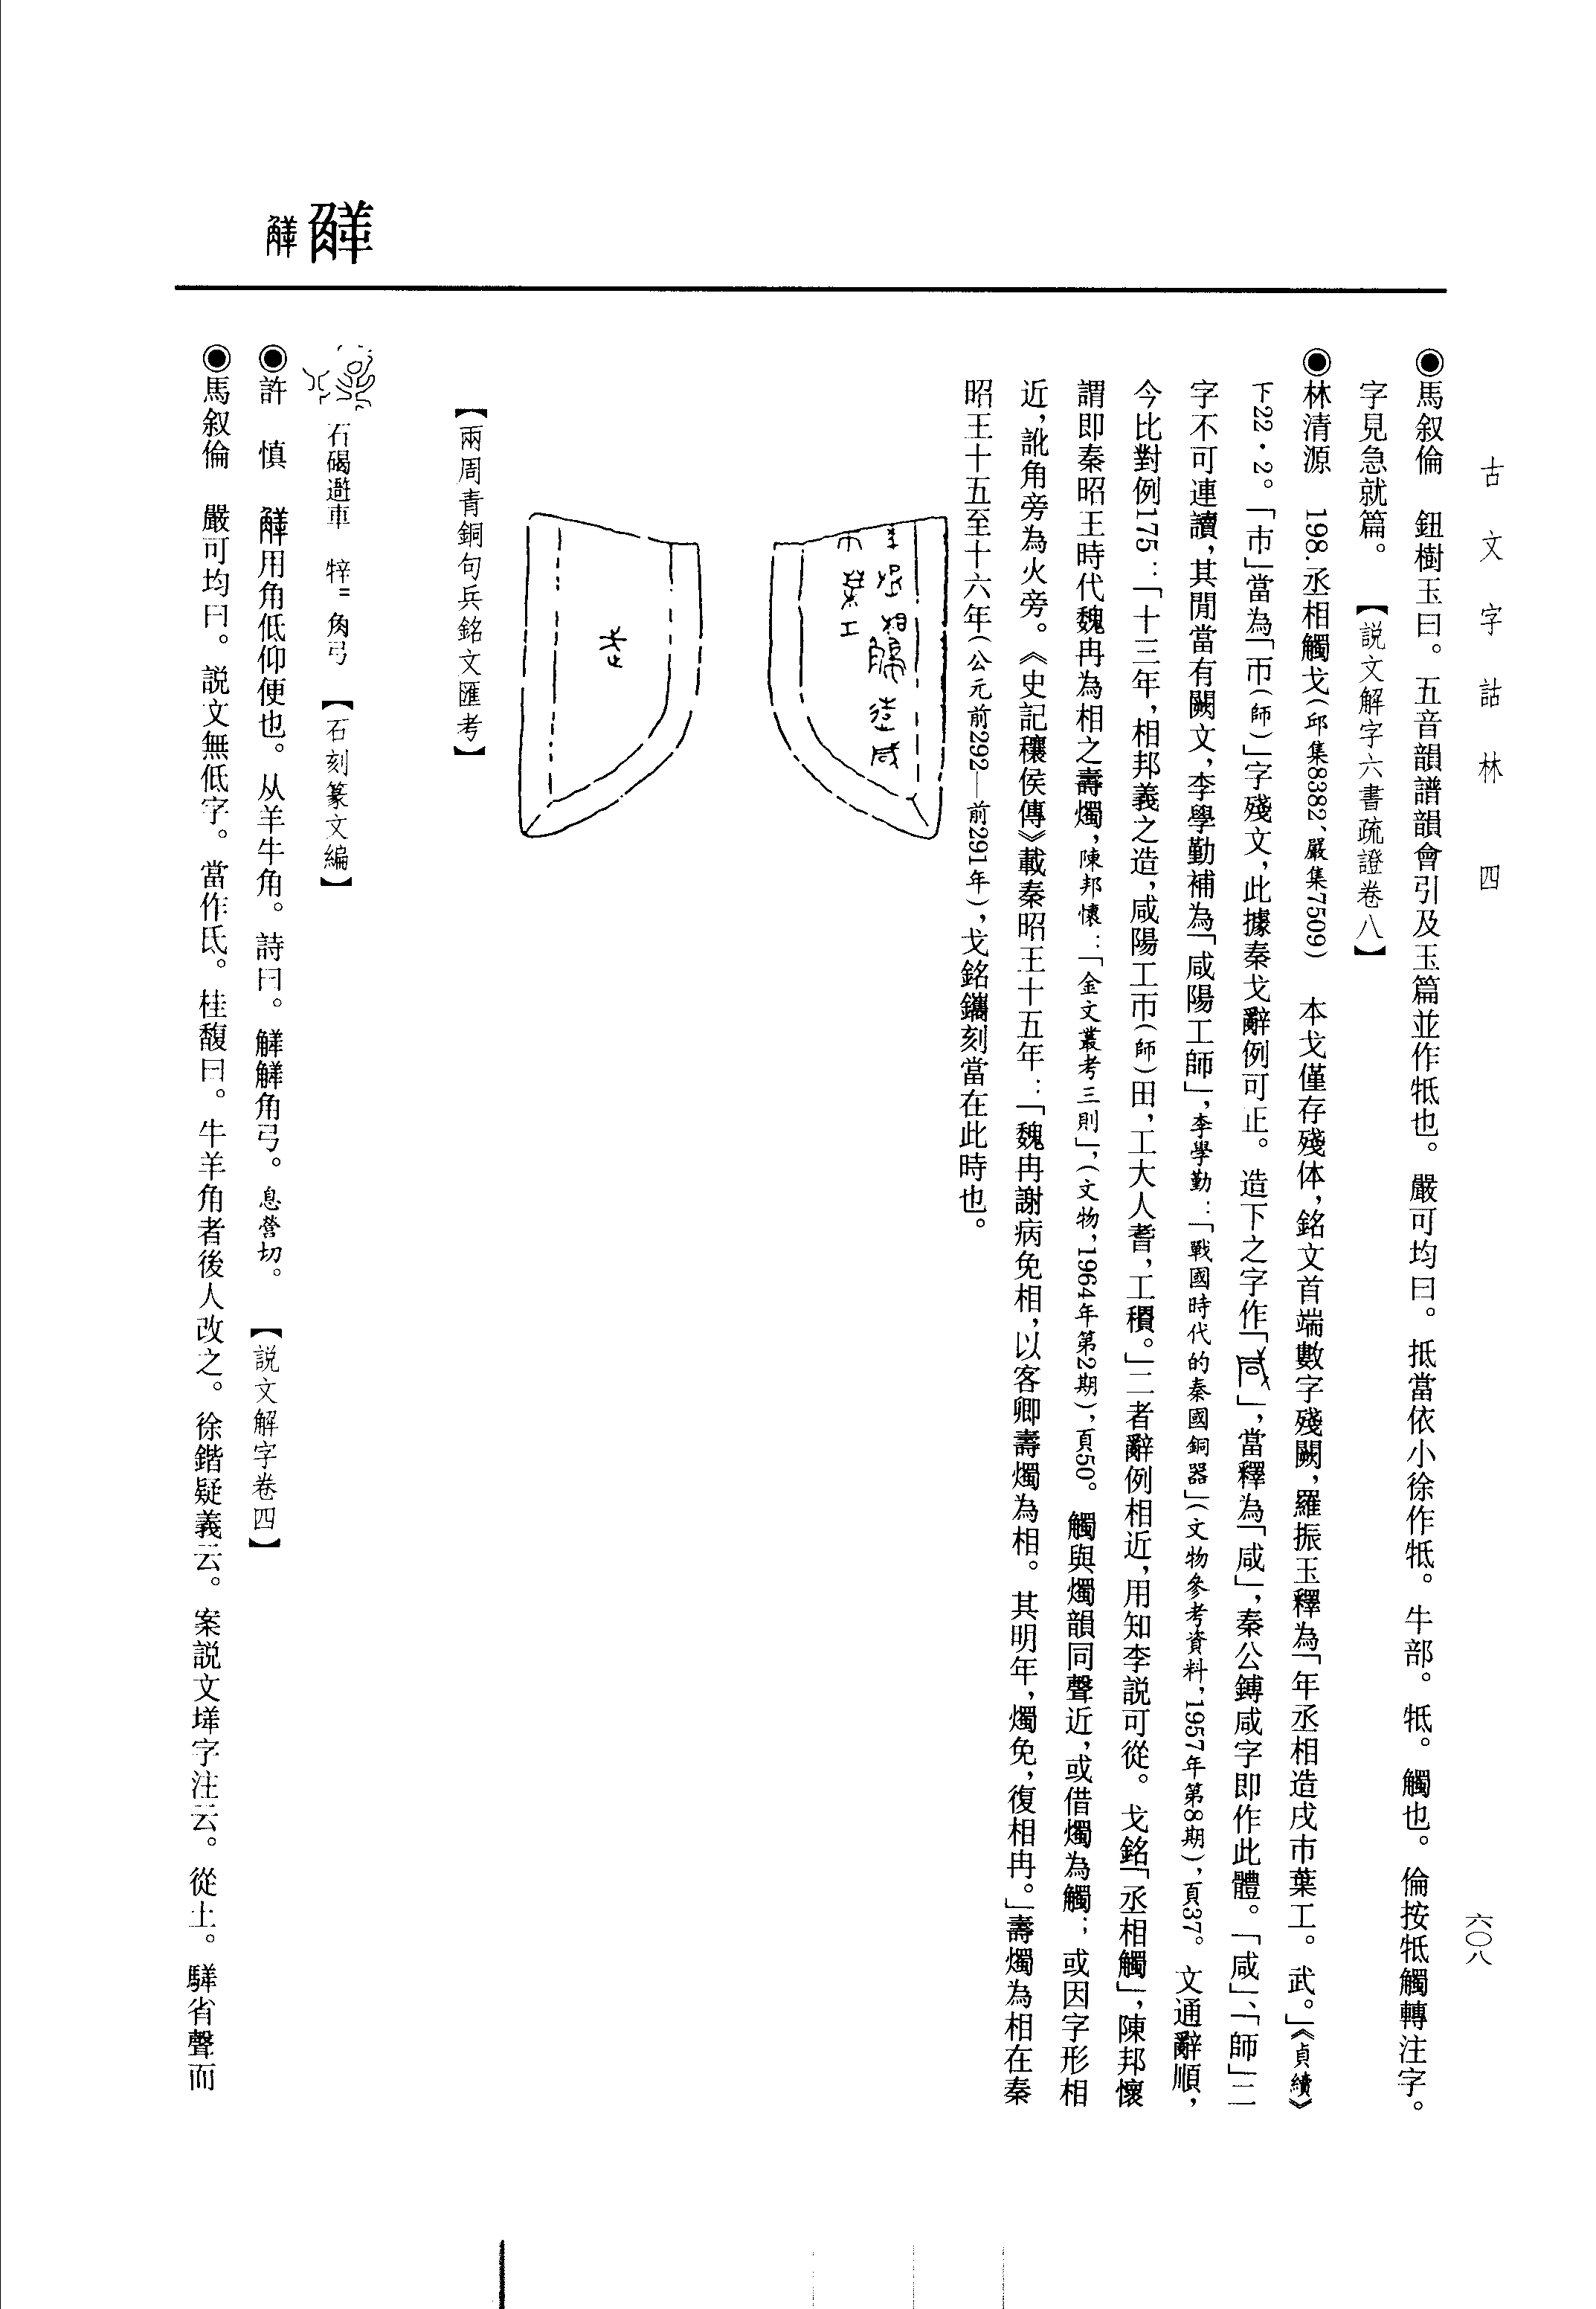 古文字詁林　四
六〇八
◉馬叙倫　鈕樹玉曰。五音韻譜韻會引及玉篇並作牴也。嚴可均曰。抵當依小徐作牴。牛部。牴。觸也。倫按牴觸轉注字。
字見急就篇。　【説文解字六書疏證卷八】
◉林清源　198.丞相觸戈(邱集8382、嚴集7509)　本戈僅存殘体，銘文首端數字殘闕，羅振玉釋為「年丞相造戌市葉工。武。」《貞續》
下22·2。「市」當為「帀(師)」字殘文，此據秦戈辭例可正。造下之字作「」，當釋為「咸」，秦公鎛咸字即作此體。「咸」、「師」二
字不可連讀，其閒當有闕文，李學勤補為「咸陽工師」，李學勤：「戰國時代的秦國銅器」(文物參考資料，1957年第8期)，頁37。文通辭順，
今比對例175：「十三年，相邦義之造，咸陽工帀(師)田，工大人耆，工穳。」二者辭例相近，用知李説可從。戈銘「丞相觸」，陳邦懷
謂即秦昭王時代魏冉為相之壽燭，陳邦懷：「金文叢考三則」，(文物，1964年第2期)，頁50。觸與燭韻同聲近，或借燭為觸；或因字形相
近，訛角旁為火旁。《史記穰侯傳》載秦昭王十五年：「魏冉謝病免相，以客卿壽燭為相。其明年，燭免，復相冉。」壽燭為相在秦
昭王十五至十六年(公元前292—前291年)，戈銘鐫刻當在此時也。
【兩周青銅句兵銘文匯考】
觲
觲
石碣避車　牸＝角弓　【石刻篆文編】
◉許　慎　觲用角低仰便也。从羊牛角。詩曰。觲觲角弓。息營切。　【説文解字卷四】
◉馬叙倫　嚴可均曰。説文無低字。當作氐。桂馥曰。牛羊角者後人改之。徐鍇疑義云。案説文垟字注云。從土。觲省聲而